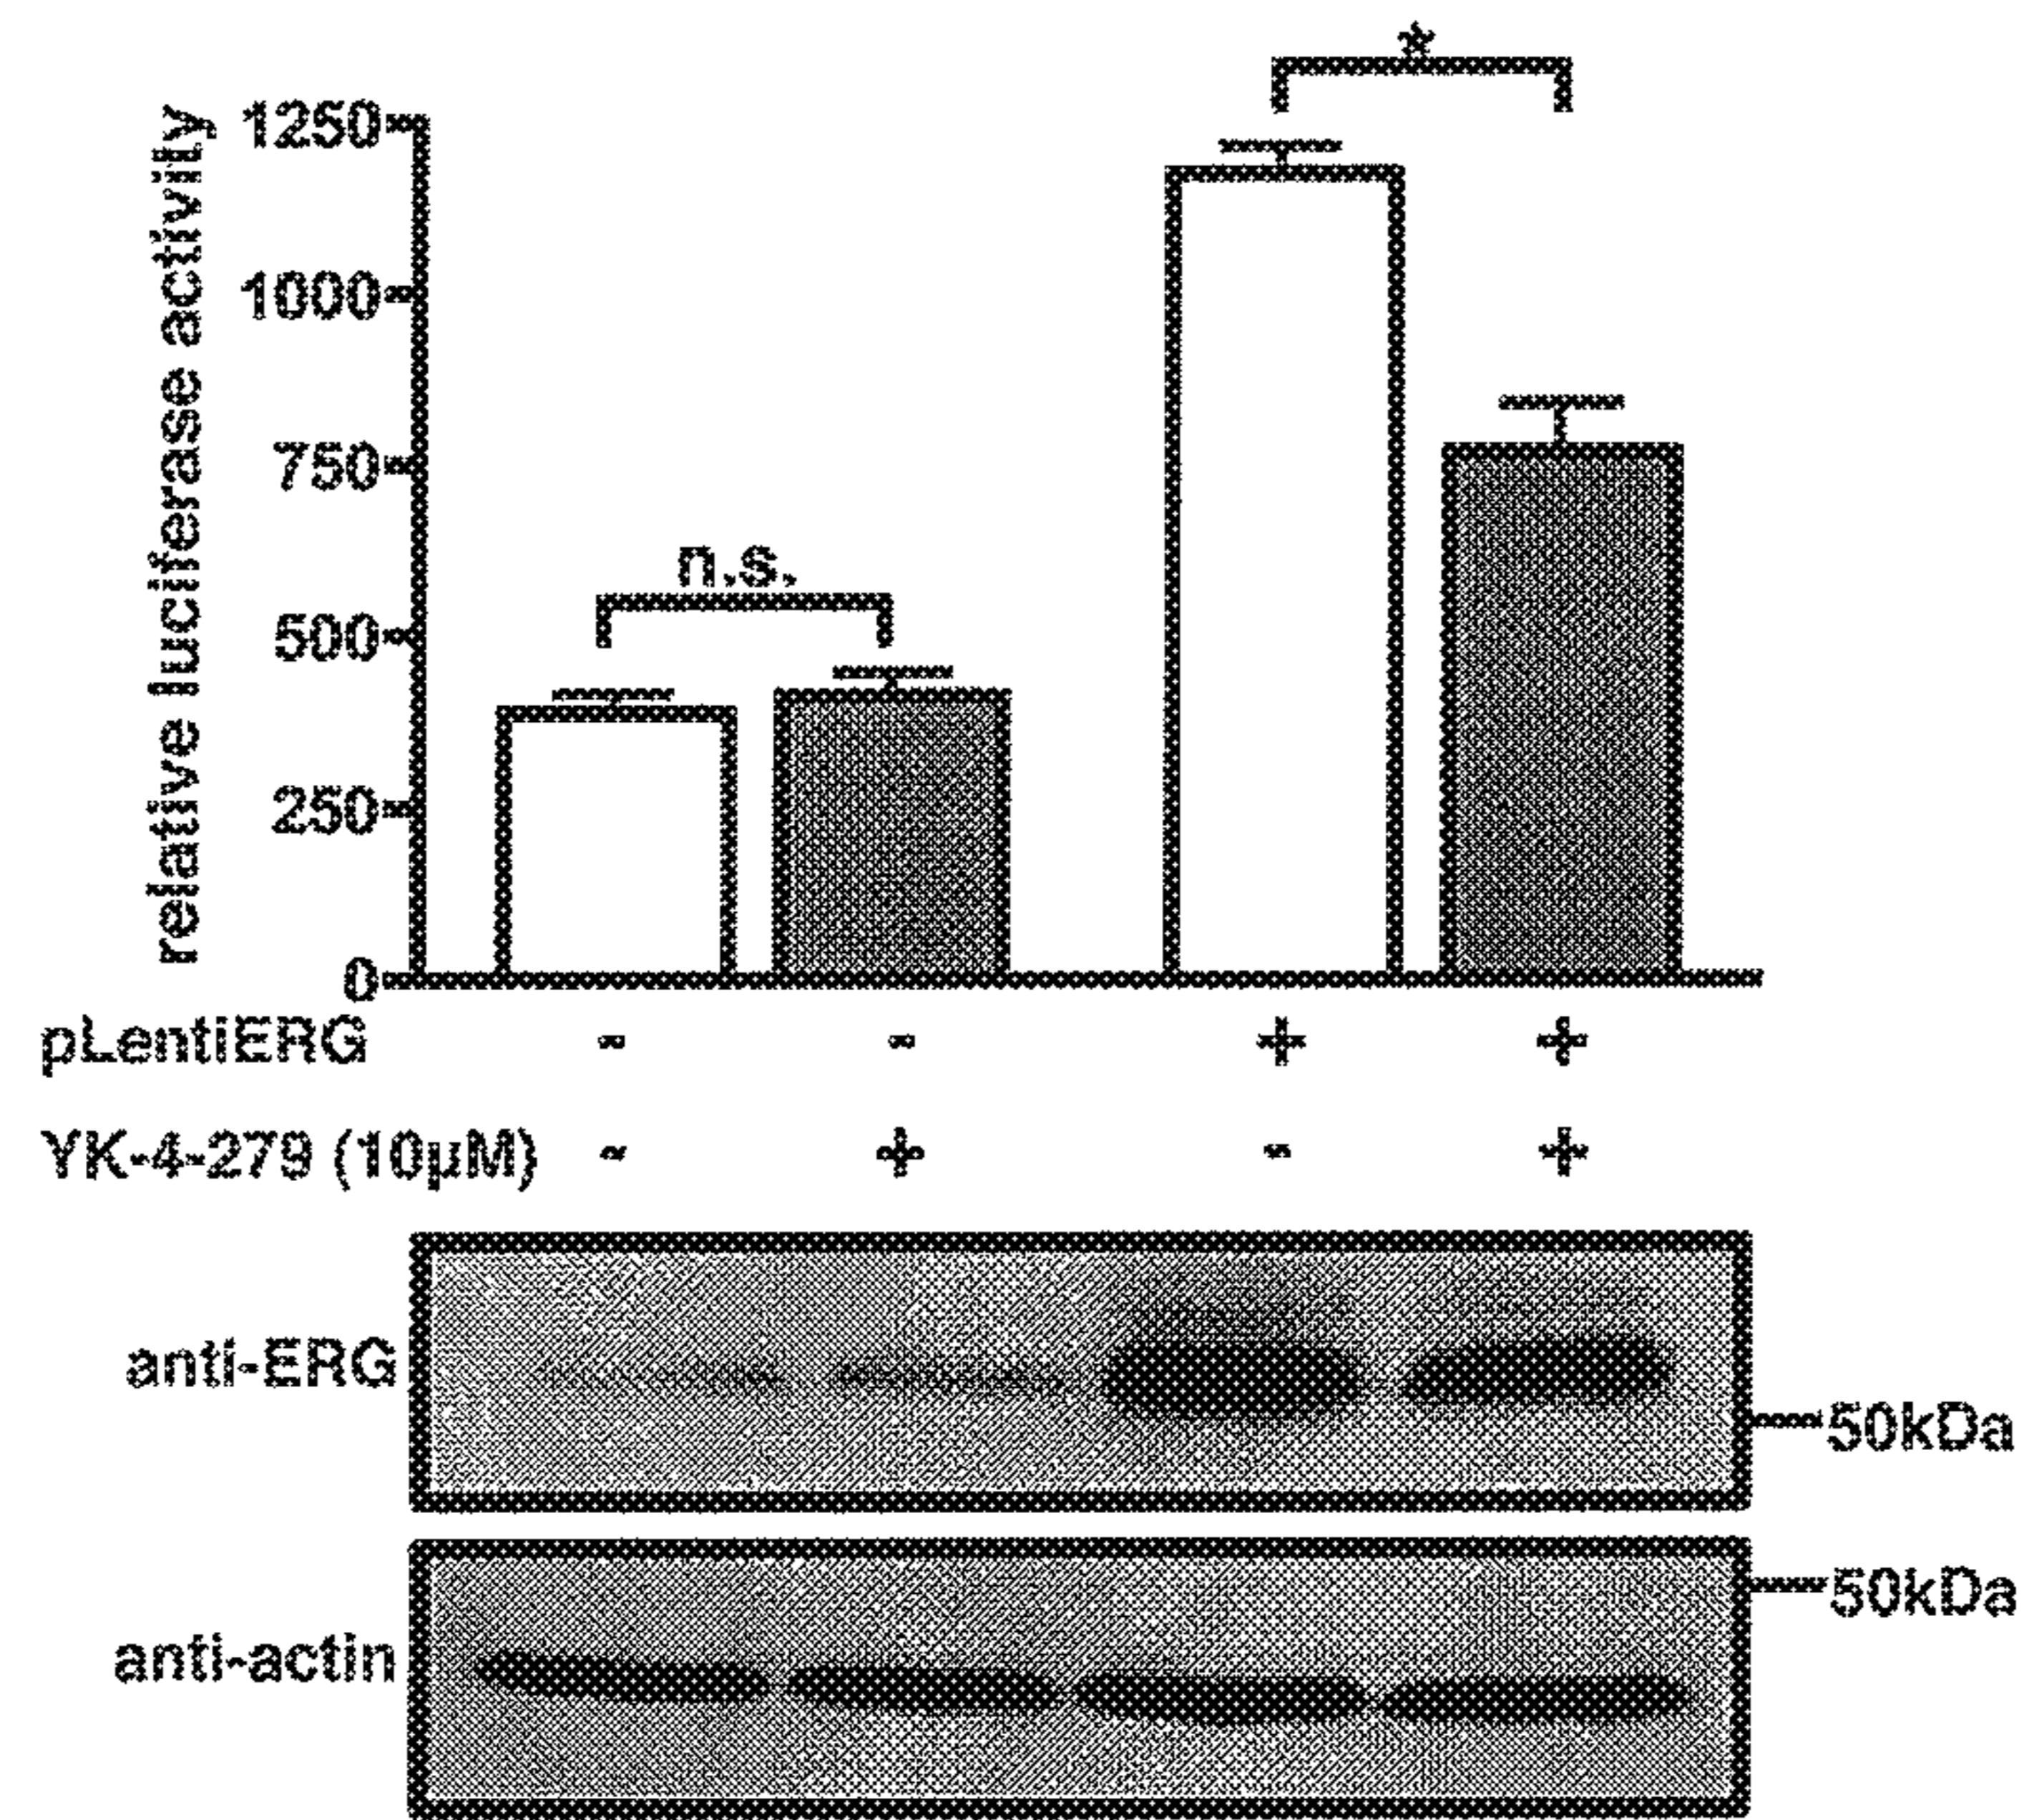 *
relative luciferase activity
1250
1000
750
n.s.
500
250
0
pLentiERG - - + +
YK-4-279 (10µM) - + - +
anti-ERG
50kDa
50kDa
anti-actin